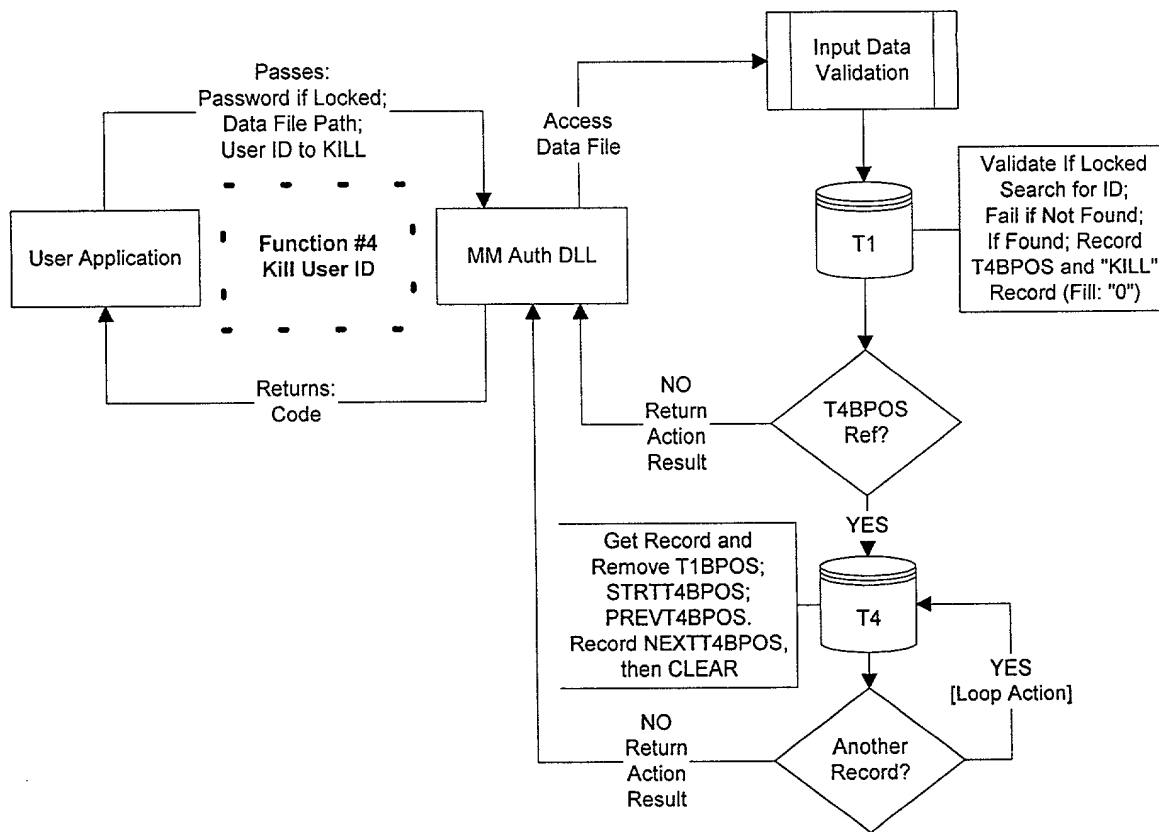 Input Data
Validation
Passes:
Password if Locked;
Data File Path;
User ID to KILL
Access
Data File
Validate If Locked
Search for ID;
Fail if Not Found;
If Found; Record
T4BPOS and "KILL"
Record (Fill: "0")
T1
User Application
Function #4
Kill User ID
MM Auth DLL
Returns:
Code
NO
Return
Action
Result
T4BPOS
Ref?
YES
Get Record and
Remove T1BPOS;
STRTT4BPOS;
PREVT4BPOS.
Record NEXTT4BPOS,
then CLEAR
T4
YES
[Loop Action]
NO
Return
Action
Result
Another
Record?